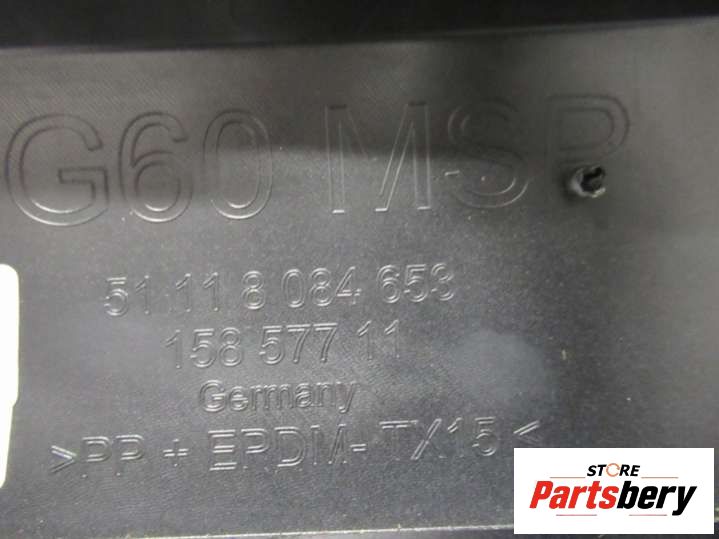 G60 MSP
51 11 8 084 653
158 577 11
Germany
>PP + EPDM- TX15<
STORE
Partsbery